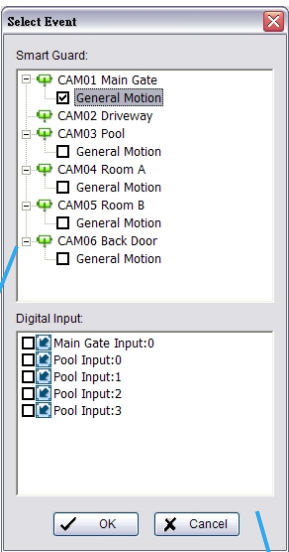 Select Event
Smart Guard:
CAM01 Main Gate
General Motion
CAM02 Driveway
CAM03 Pool
General Motion
CAM04 Room A
General Motion
CAM05 Room B
General Motion
CAM06 Back Door
General Motion
Digital Input:
Main Gate Input:0
Pool Input:0
Pool Input:1
Pool Input:2
Pool Input:3
OK Cancel